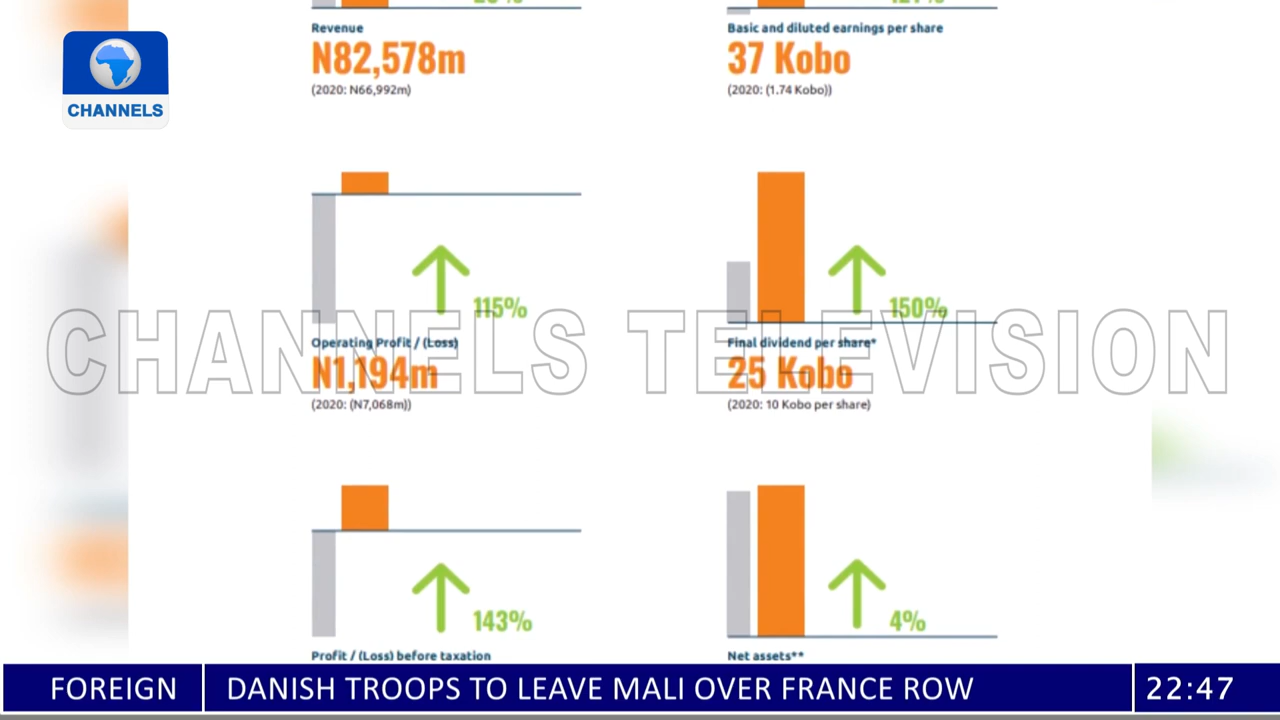 CHANNELS
Revenue
N82,578m
(2020: N66,992m)
Basic and diluted earnings per share
37 Kobo
(2020: (1.74 Kobo))
115%
Operating Profit / (Loss)
N1,194m
(2020: (N7,068m))
150%
Final dividend per share*
25 Kobo
(2020: 10 Kobo per share)
CHANNELS TELEVISION
143%
Profit / (Loss) before taxation
4%
Net assets**
FOREIGN
DANISH TROOPS TO LEAVE MALI OVER FRANCE ROW
22:47